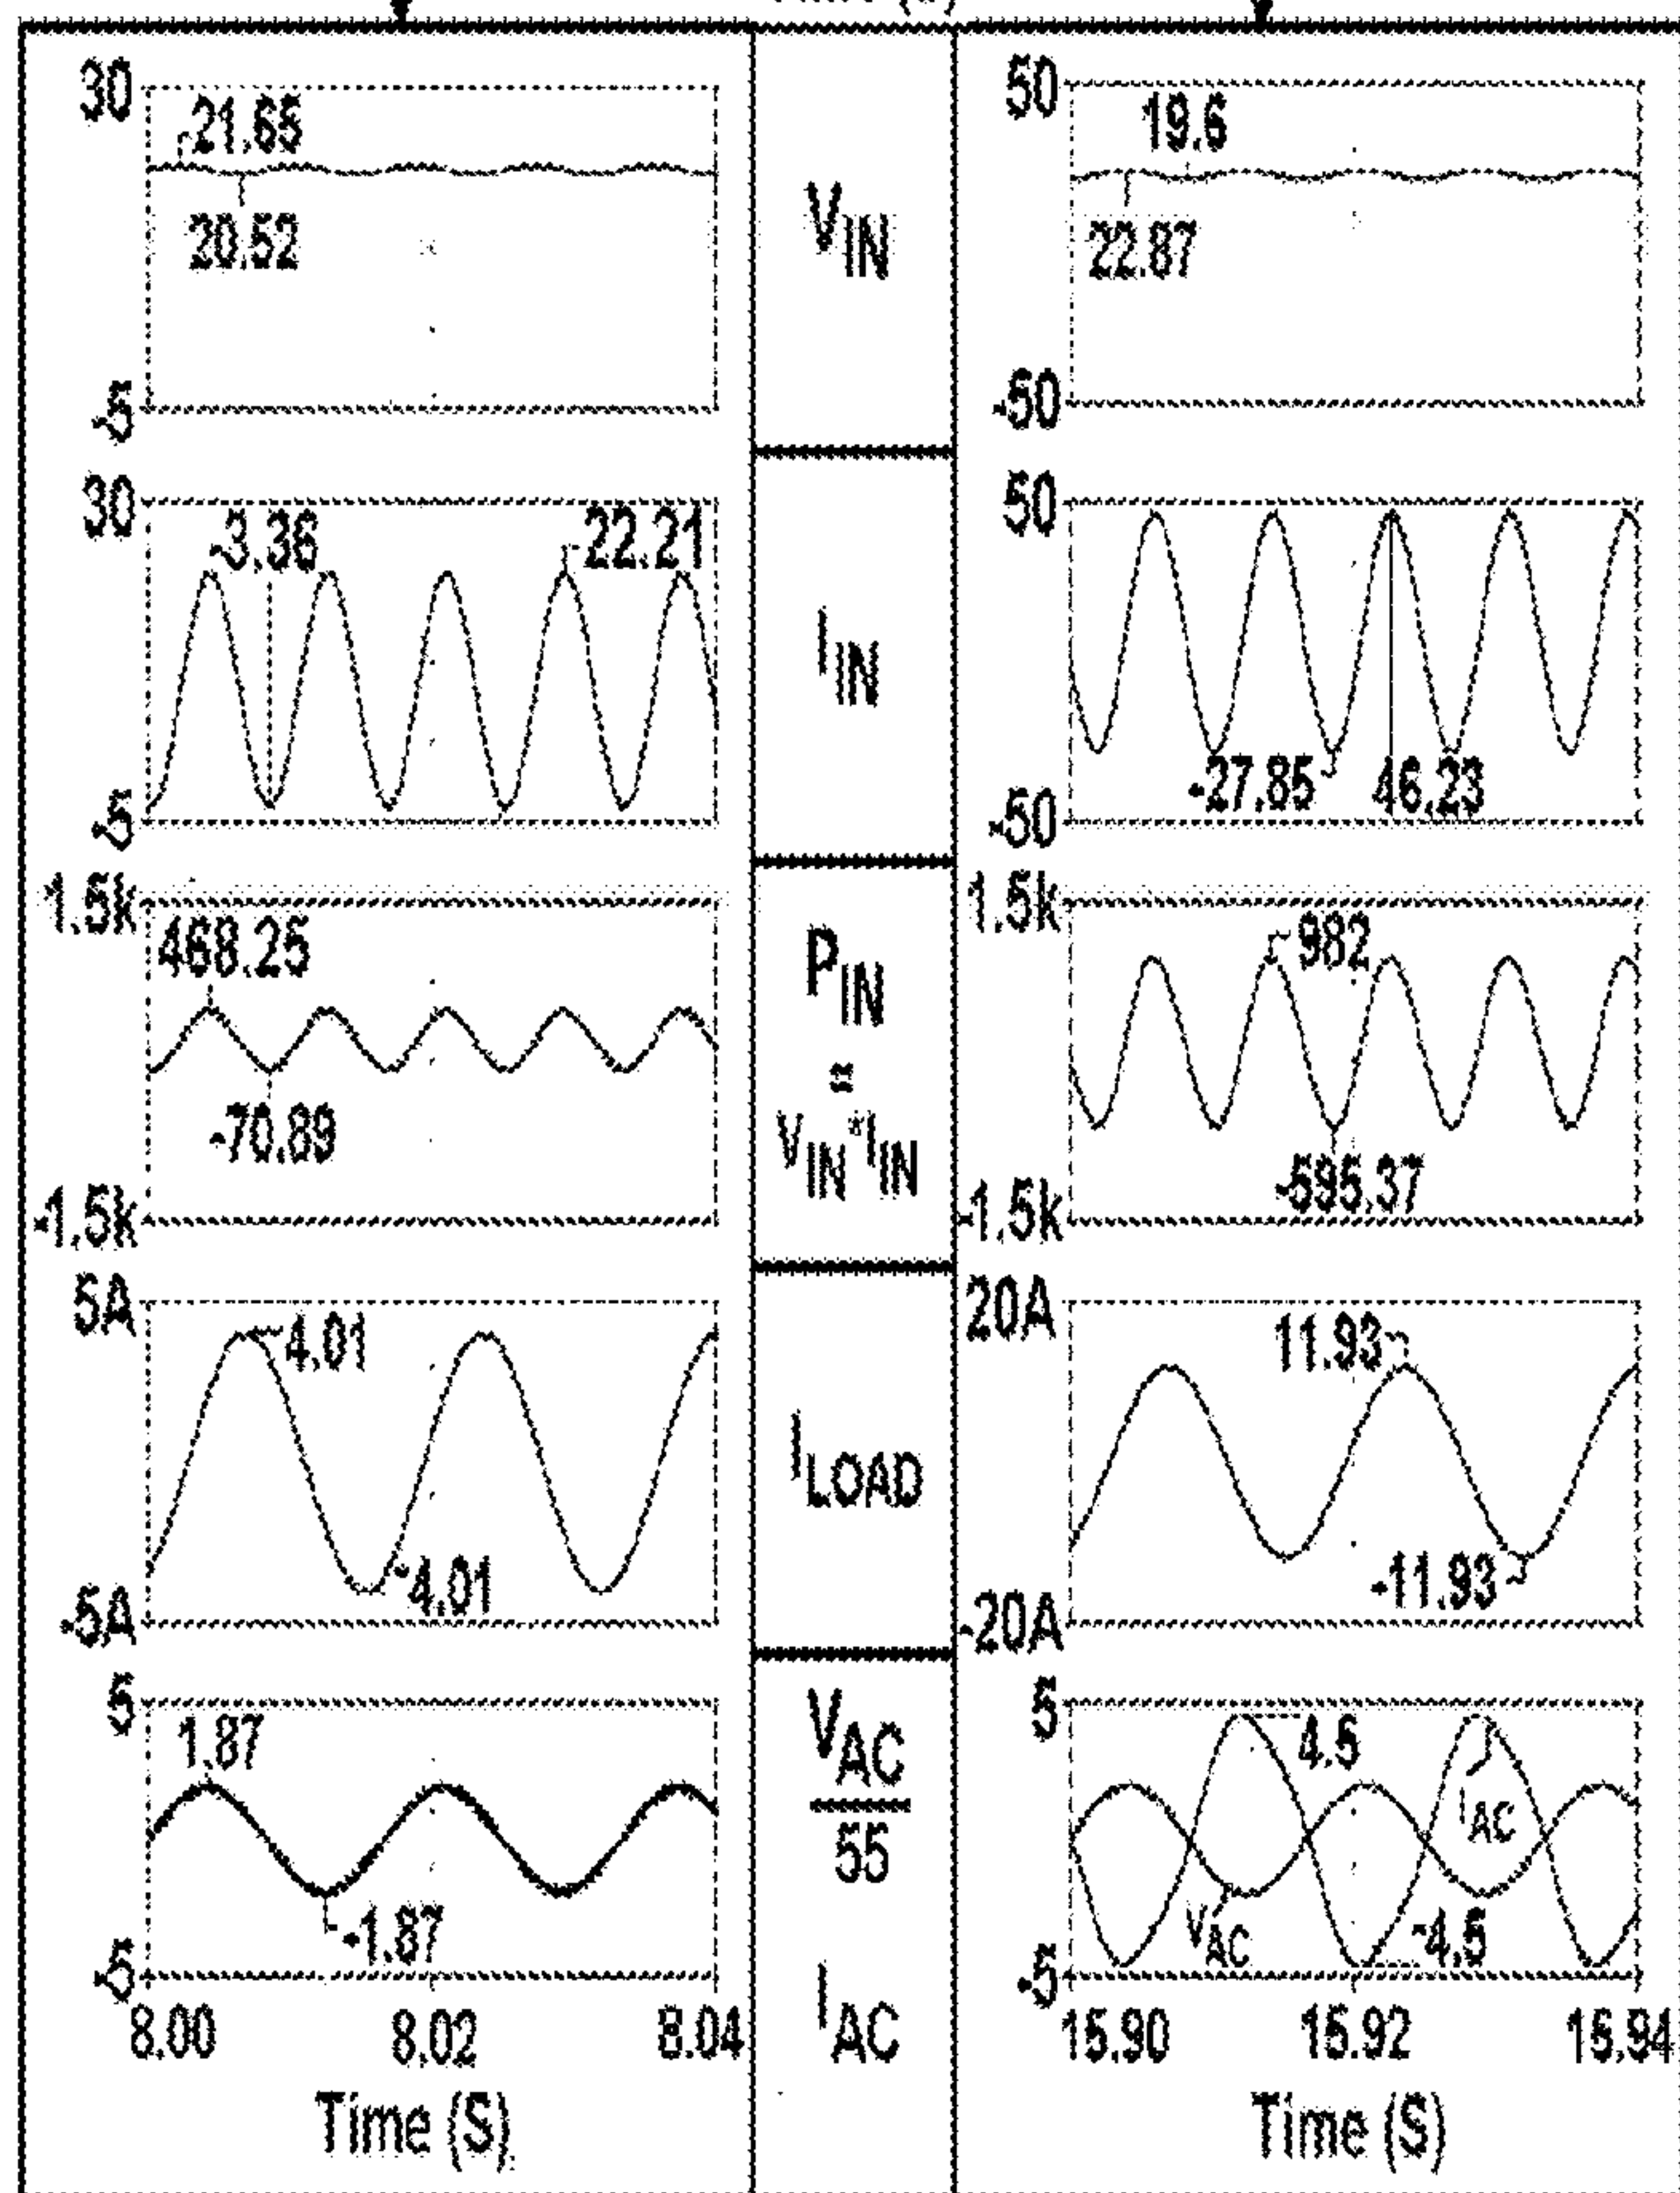 30
21.65
20.52
-5
V_IN
50
19.6
22.87
-50
30
-3.36
22.21
-5
I_IN
50
-27.85
46.23
-50
1.5k
468.25
-70.89
-1.5k
P_IN
=
V_IN*I_IN
1.5k
982
-595.37
-1.5k
5A
4.01
-4.01
-5A
I_LOAD
20A
11.93
-11.93
-20A
5
1.87
-1.87
-5
8.00 8.02 8.04
Time (S)
V_AC
55
I_AC
5
4.5
I_AC
V_AC
-4.5
-5
15.90 15.92 15.94
Time (S)